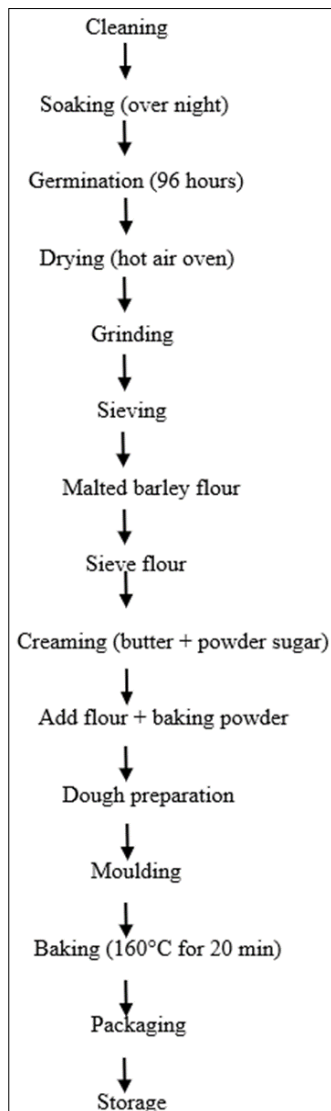 Cleaning
Soaking (over night)
Germination (96 hours)
Drying (hot air oven)
Grinding
Sieving
Malted barley flour
Sieve flour
Creaming (butter + powder sugar)
Add flour + baking powder
Dough preparation
Moulding
Baking (160°C for 20 min)
Packaging
Storage